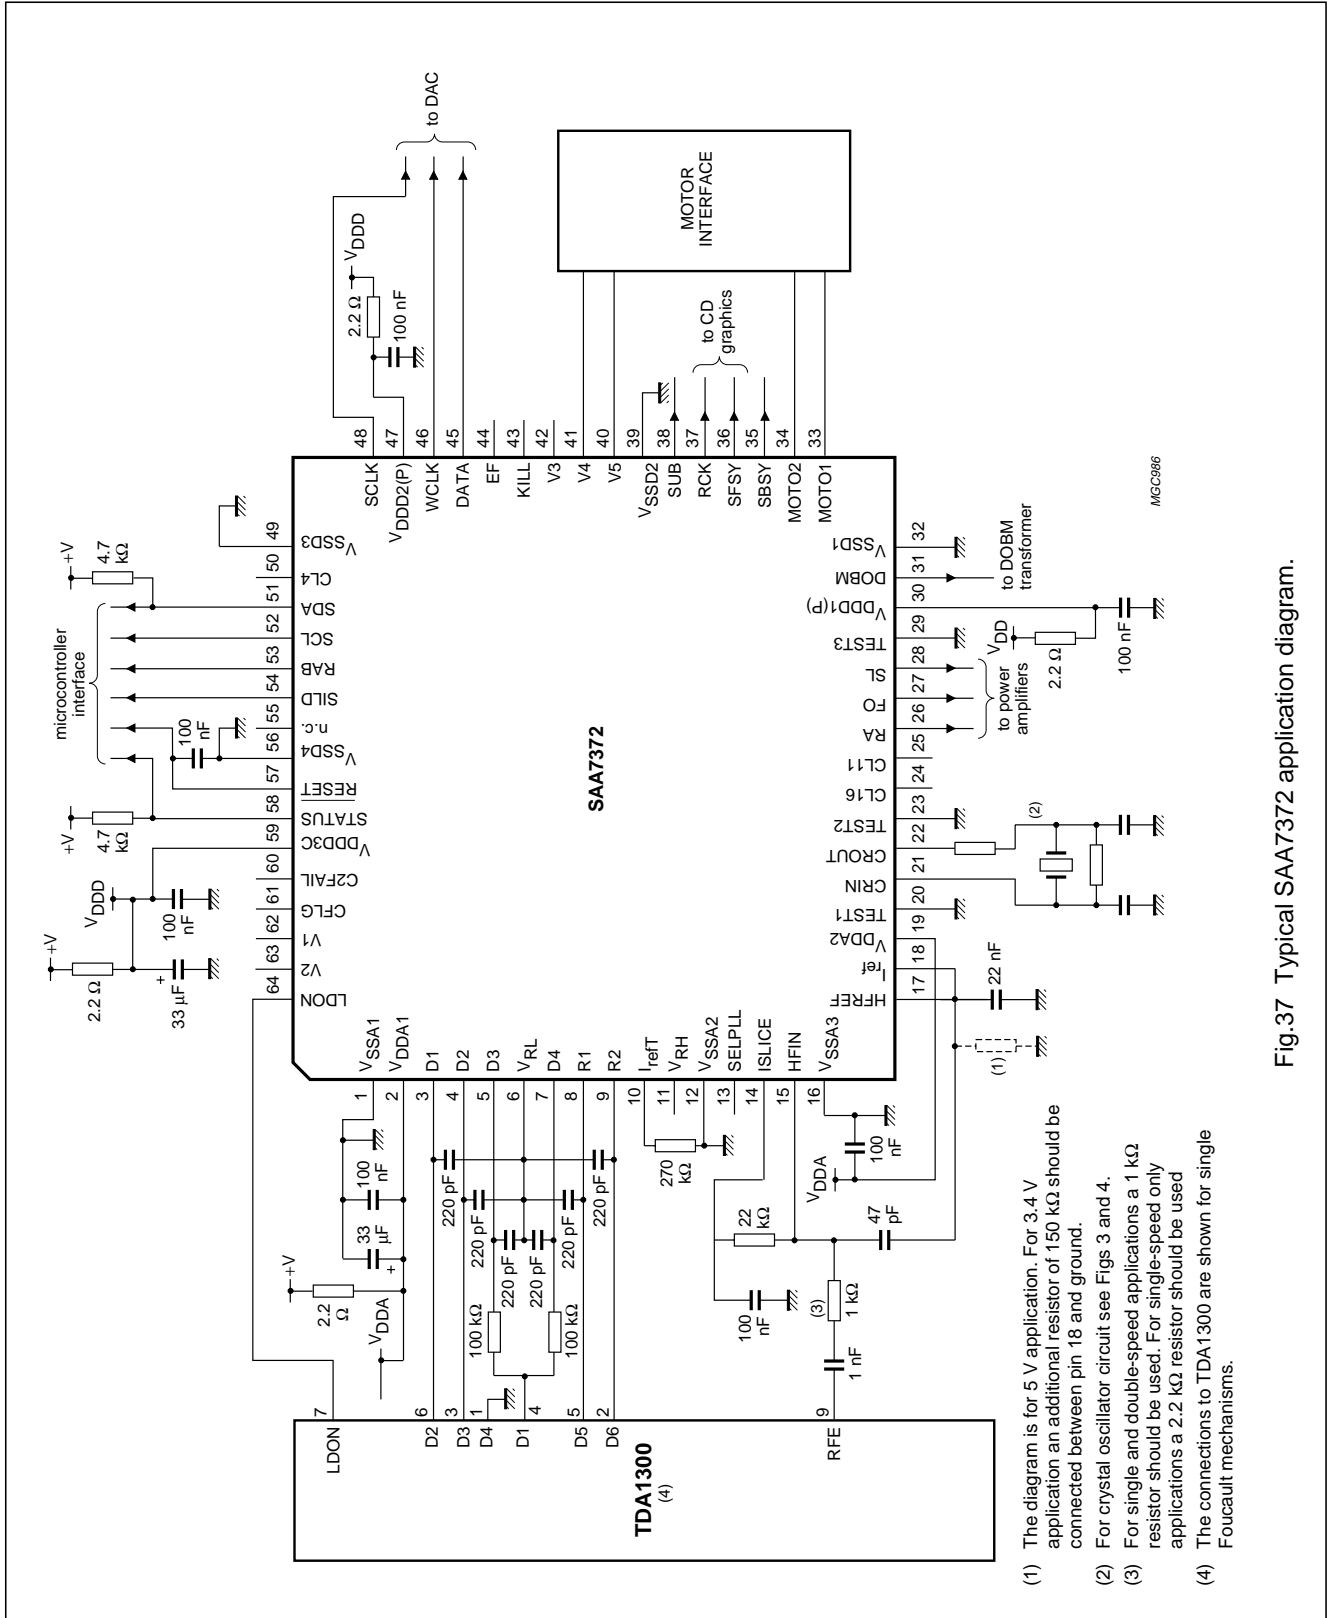 to DAC
VDDD
2.2 Ω
100 nF
MOTOR
INTERFACE
to CD
graphics
48
47
46
45
44
43
42
41
40
39
38
37
36
35
34
33
SCLK
VDDD2(P)
WCLK
DATA
EF
KILL
V3
V4
V5
VSSD2
SUB
RCK
SFSY
SBSY
MOTO2
MOTO1
MGC986
+V
4.7
kΩ
microcontroller
interface
100
nF
+V
4.7
kΩ
VDDD
100
nF
+V
2.2 Ω
+
33 µF
49
50
51
52
53
54
55
56
57
58
59
60
61
62
63
64
VSSD3
CL4
SDA
SCL
RAB
SILD
n.c.
VSSD4
RESET
STATUS
VDDD3C
C2FAIL
CFLG
V1
V2
LDON
SAA7372
32
31
30
29
28
27
26
25
24
23
22
21
20
19
18
17
VSSD1
DOBM
VDDD1(P)
TEST3
SL
FO
RA
CL11
CL16
TEST2
CROUT
CRIN
TEST1
VDDA2
Iref
HFREF
to DOBM
transformer
VDD
2.2 Ω
100 nF
to power
amplifiers
(2)
22 nF
(1)
VSSA1
VDDA1
D1
D2
D3
VRL
D4
R1
R2
IrefT
VRH
VSSA2
SELPLL
ISLICE
HFIN
VSSA3
1
2
3
4
5
6
7
8
9
10
11
12
13
14
15
16
+V
2.2
Ω
VDDA
33
µF
+
100
nF
220 pF
220 pF
220 pF
220 pF
220 pF
220 pF
100 kΩ
100 kΩ
270
kΩ
VDDA
100
nF
22
kΩ
47
pF
100
nF
(3)
1 kΩ
1 nF
7
6
3
1
4
5
2
9
LDON
D2
D3
D4
D1
D5
D6
RFE
TDA1300
(4)
(1) The diagram is for 5 V application. For 3.4 V
application an additional resistor of 150 kΩ should be
connected between pin 18 and ground.
(2) For crystal oscillator circuit see Figs 3 and 4.
(3) For single and double-speed applications a 1 kΩ
resistor should be used. For single-speed only
applications a 2.2 kΩ resistor should be used
(4) The connections to TDA1300 are shown for single
Foucault mechanisms.
Fig.37 Typical SAA7372 application diagram.